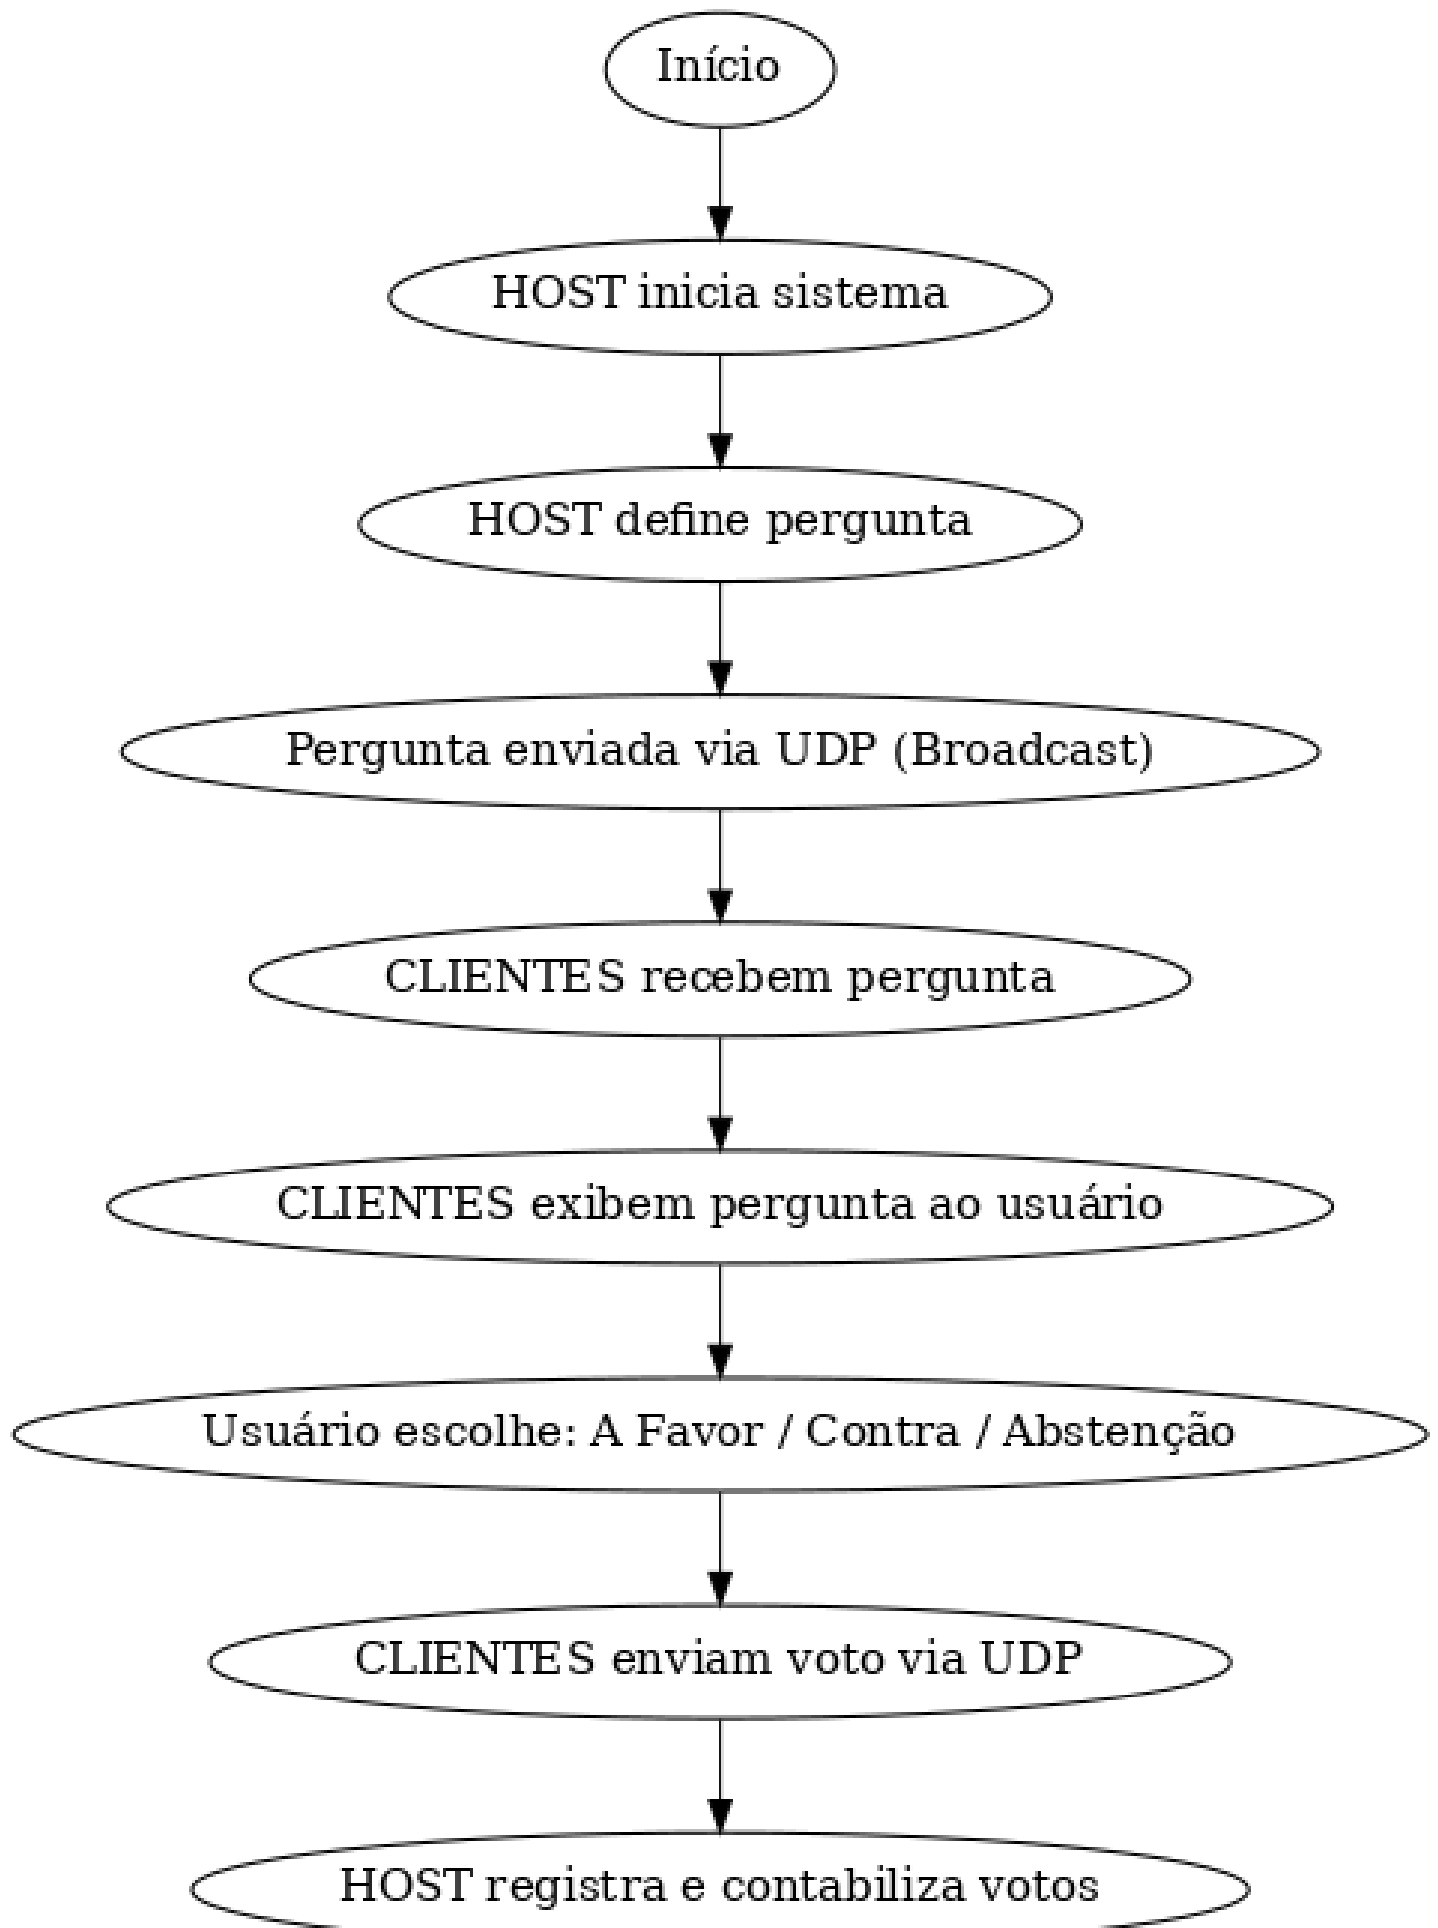 Início
HOST inicia sistema
HOST define pergunta
Pergunta enviada via UDP (Broadcast)
CLIENTES recebem pergunta
CLIENTES exibem pergunta ao usuário
Usuário escolhe: A Favor / Contra / Abstenção
CLIENTES enviam voto via UDP
HOST registra e contabiliza votos